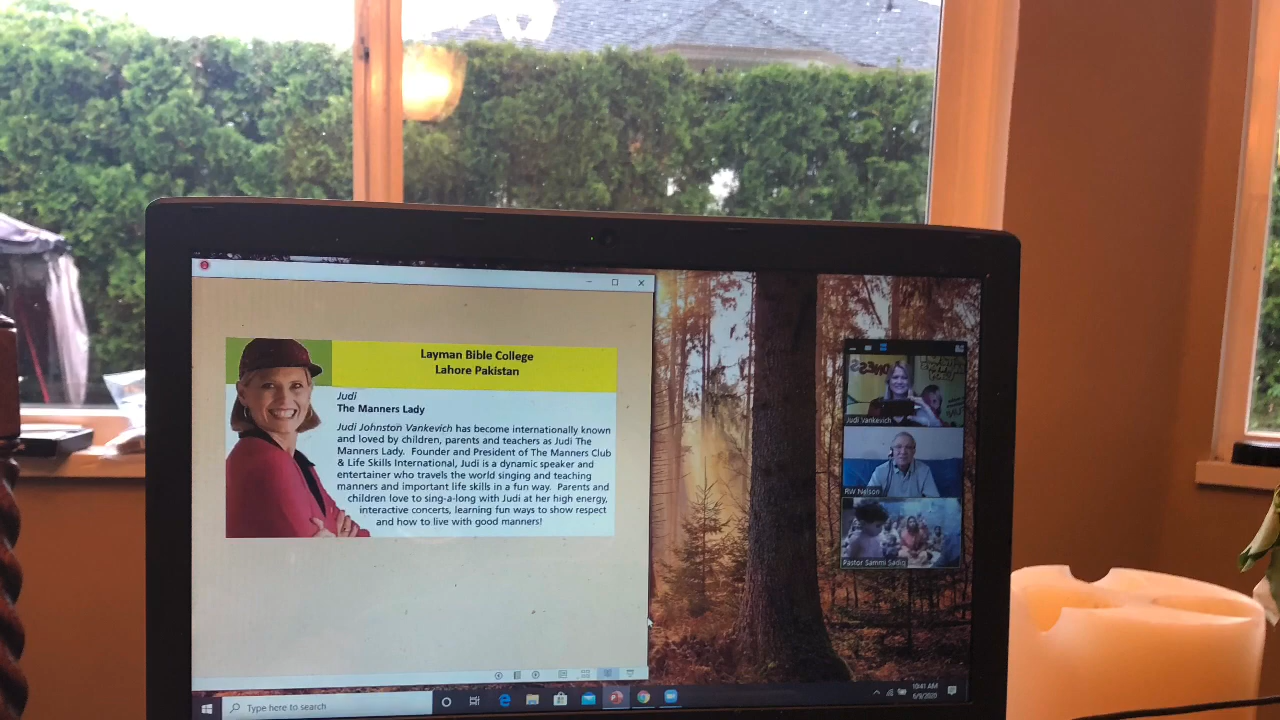 Layman Bible College
Lahore Pakistan
Judi
The Manners Lady
Judi Johnston Vankevich has become internationally known
and loved by children, parents and teachers as Judi The
Manners Lady. Founder and President of The Manners Club
& Life Skills International, Judi is a dynamic speaker and
entertainer who travels the world singing and teaching
manners and important life skills in a fun way. Parents and
children love to sing-a-long with Judi at her high energy,
interactive concerts, learning fun ways to show respect
and how to live with good manners!
Judi Vankevich
RW Nelson
Pastor Sammi Sadiq
Type here to search
10:41 AM
6/9/2020